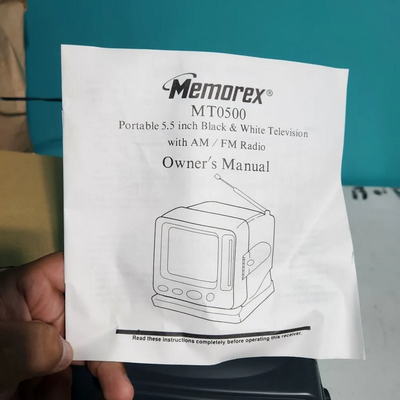 Memorex®
MT0500
Portable 5.5 inch Black & White Television
with AM / FM Radio
Owner's Manual
Read these instructions completely before operating this receiver.